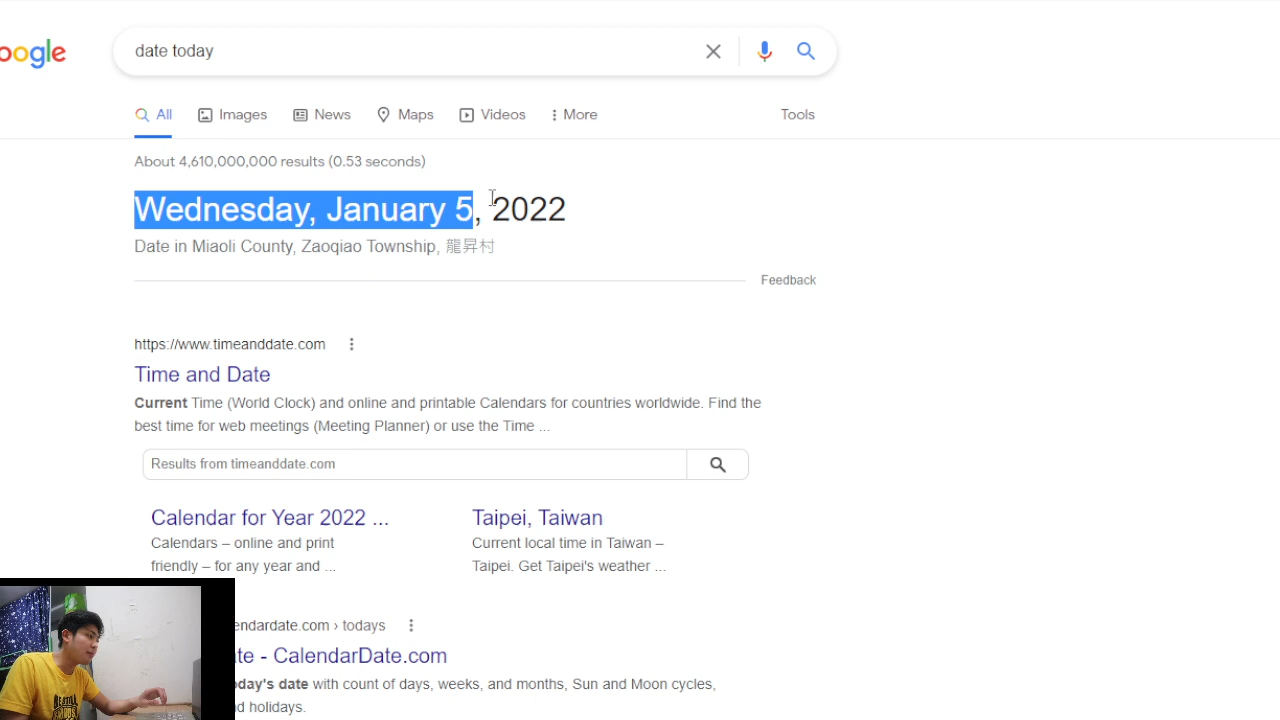 oogle
date today
All Images News Maps Videos More Tools
About 4,610,000,000 results (0.53 seconds)
Wednesday, January 5, 2022
Date in Miaoli County, Zaoqiao Township, 龍昇村
Feedback
https://www.timeanddate.com
Time and Date
Current Time (World Clock) and online and printable Calendars for countries worldwide. Find the
best time for web meetings (Meeting Planner) or use the Time ...
Results from timeanddate.com
Calendar for Year 2022 ...
Calendars – online and print
friendly – for any year and ...
Taipei, Taiwan
Current local time in Taiwan –
Taipei. Get Taipei's weather ...
endardate.com › todays
te - CalendarDate.com
oday's date with count of days, weeks, and months, Sun and Moon cycles,
d holidays.